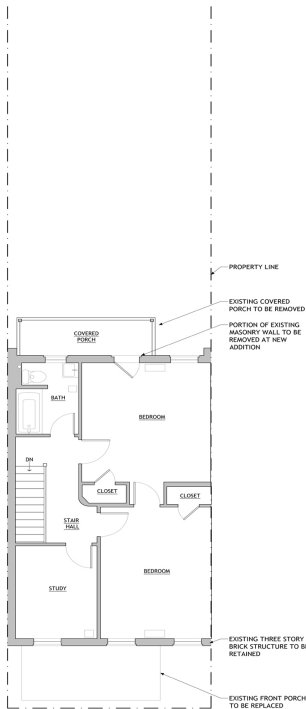 PROPERTY LINE
EXISTING COVERED
PORCH TO BE REMOVED
PORTION OF EXISTING
MASONRY WALL TO BE
REMOVED AT NEW
ADDITION
COVERED
PORCH
BATH
BEDROOM
DN
CLOSET
CLOSET
STAIR
HALL
BEDROOM
STUDY
EXISTING THREE STORY
BRICK STRUCTURE TO BE
RETAINED
EXISTING FRONT PORCH
TO BE REPLACED